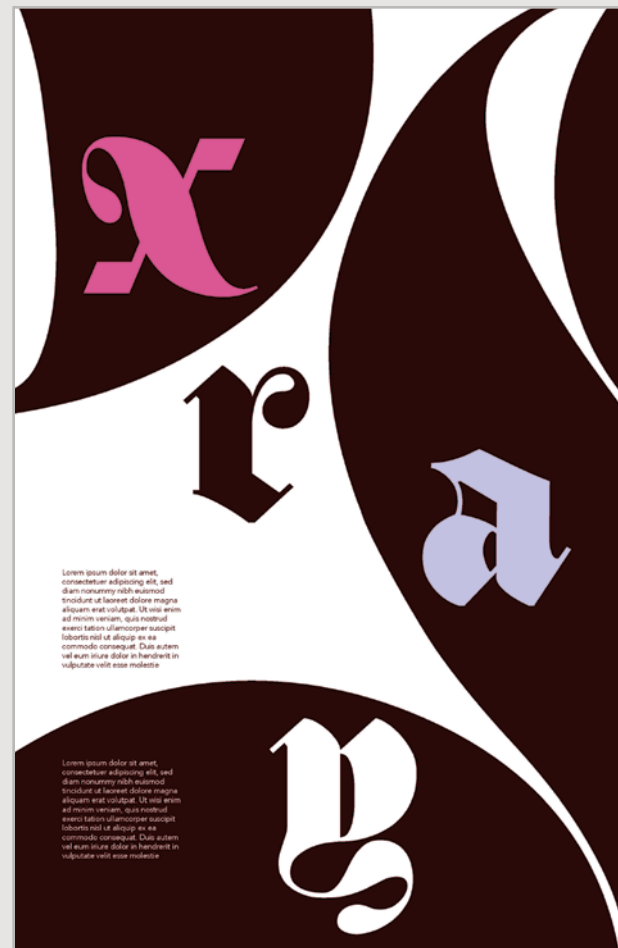 x
r
a
y
Lorem ipsum dolor sit amet,
consectetuer adipiscing elit, sed
diam nonummy nibh euismod
tincidunt ut laoreet dolore magna
aliquam erat volutpat. Ut wisi enim
ad minim veniam, quis nostrud
exerci tation ullamcorper suscipit
lobortis nisl ut aliquip ex ea
commodo consequat. Duis autem
vel eum iriure dolor in hendrerit in
vulputate velit esse molestie
Lorem ipsum dolor sit amet,
consectetuer adipiscing elit, sed
diam nonummy nibh euismod
tincidunt ut laoreet dolore magna
aliquam erat volutpat. Ut wisi enim
ad minim veniam, quis nostrud
exerci tation ullamcorper suscipit
lobortis nisl ut aliquip ex ea
commodo consequat. Duis autem
vel eum iriure dolor in hendrerit in
vulputate velit esse molestie